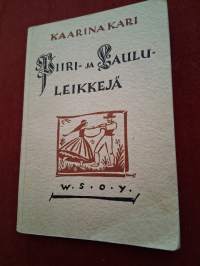 KAARINA KARI
PIIRI- JA LAULU-
LEIKKEJÄ
W.S.O.Y.